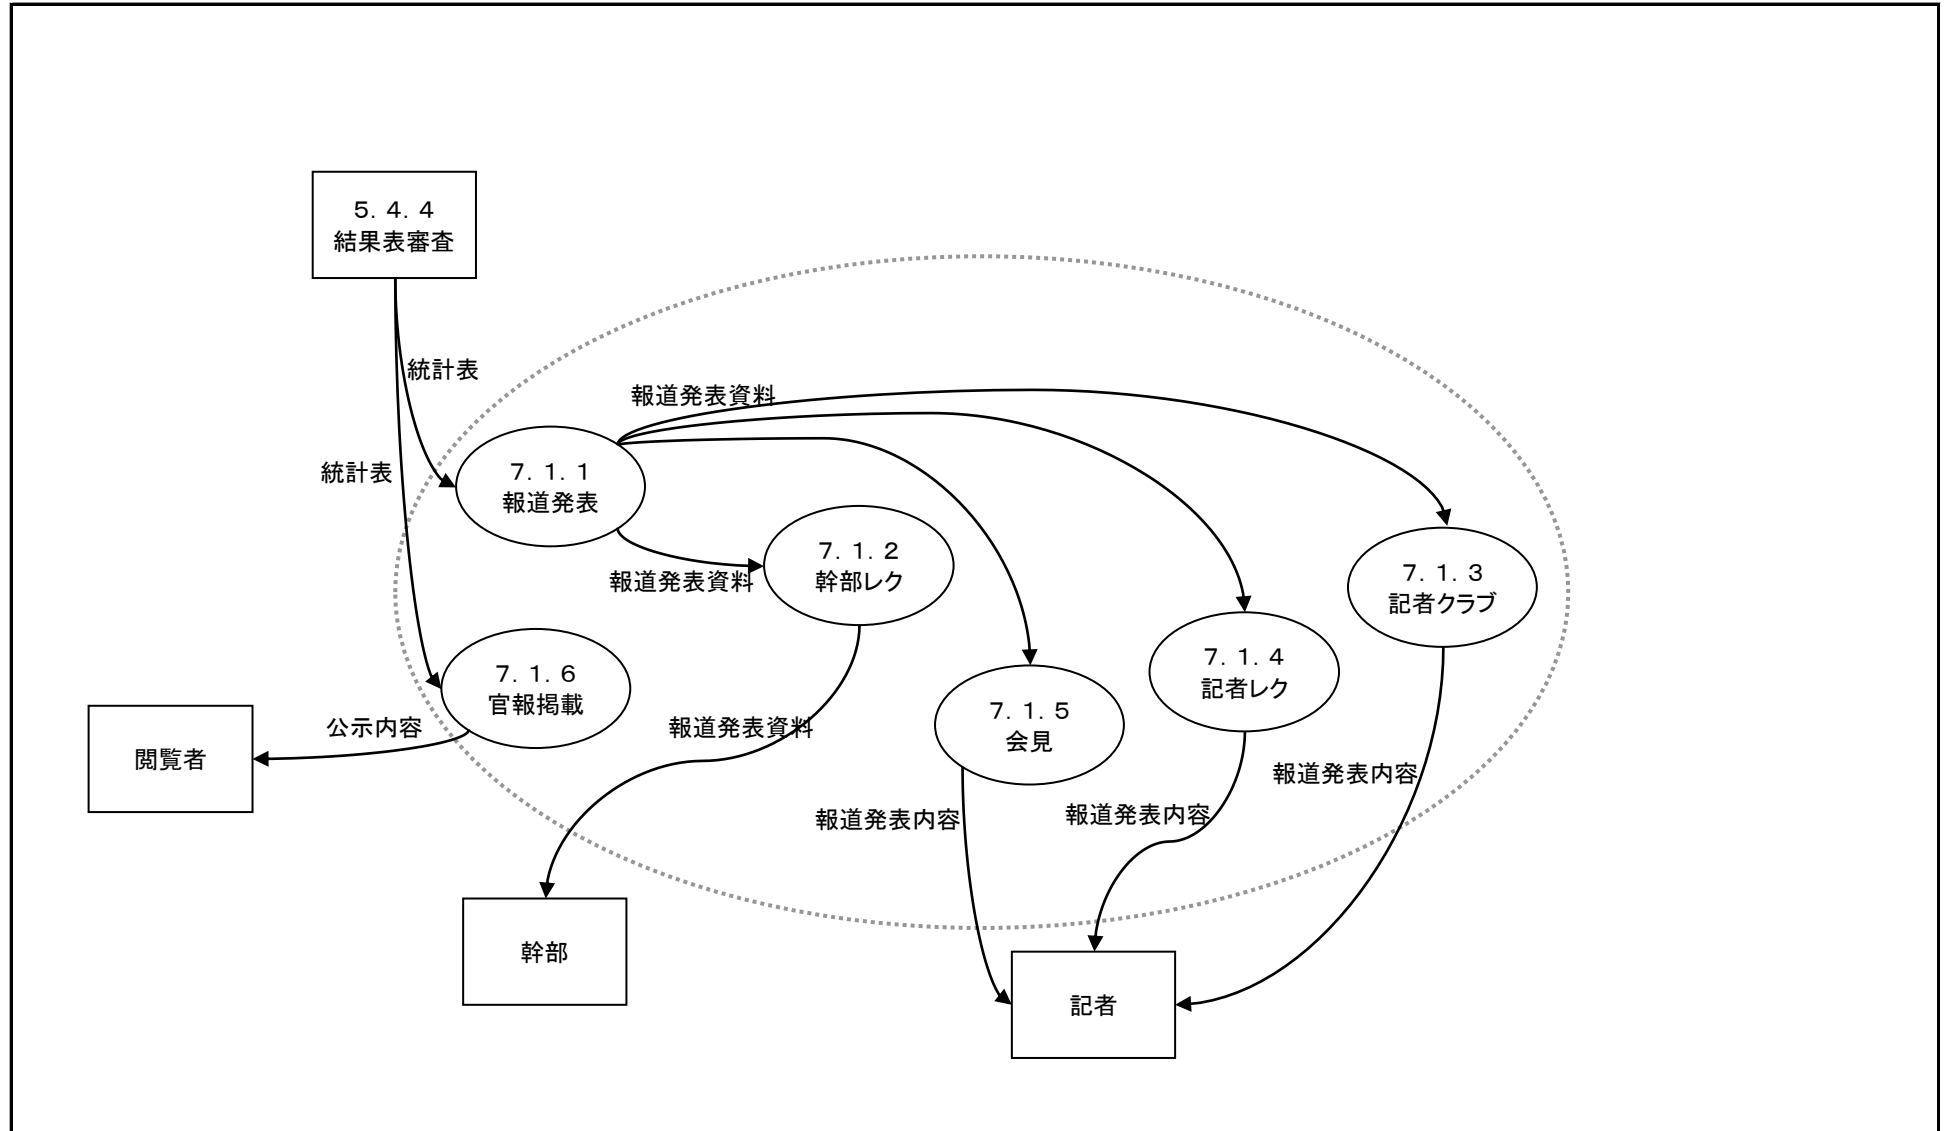 ５．４．４
結果表審査
統計表
報道発表資料
統計表
７．１．１
報道発表
７．１．２
幹部レク
報道発表資料
７．１．３
記者クラブ
７．１．４
記者レク
７．１．６
官報掲載
７．１．５
会見
公示内容
報道発表資料
閲覧者
報道発表内容
報道発表内容
報道発表内容
幹部
記者